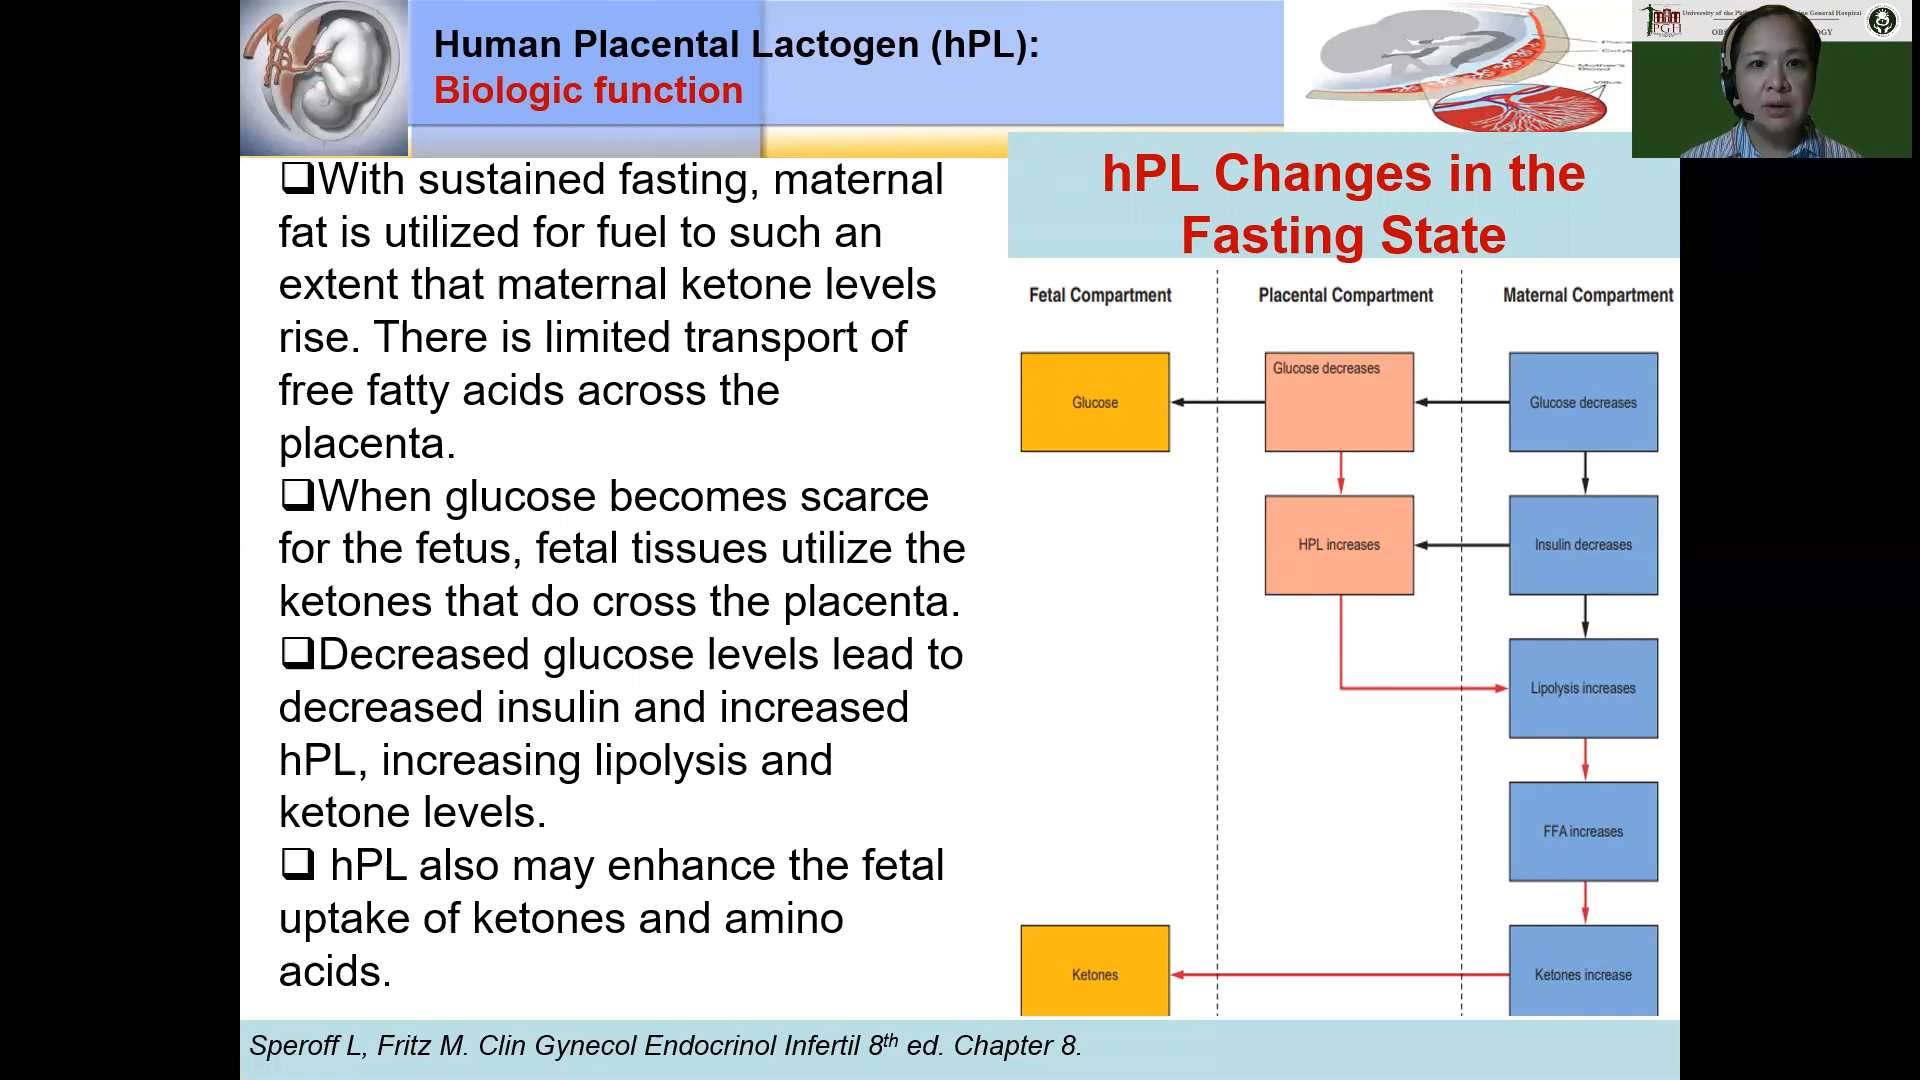 Human Placental Lactogen (hPL):
Biologic function
Mother's
Blood
Villus
PGH
hPL Changes in the
Fasting State
❑With sustained fasting, maternal
fat is utilized for fuel to such an
extent that maternal ketone levels
rise. There is limited transport of
free fatty acids across the
placenta.
❑When glucose becomes scarce
for the fetus, fetal tissues utilize the
ketones that do cross the placenta.
❑Decreased glucose levels lead to
decreased insulin and increased
hPL, increasing lipolysis and
ketone levels.
❑ hPL also may enhance the fetal
uptake of ketones and amino
acids.
Fetal Compartment
Placental Compartment
Maternal Compartment
Glucose
Glucose decreases
Glucose decreases
HPL increases
Insulin decreases
Lipolysis increases
FFA increases
Ketones
Ketones increase
Speroff L, Fritz M. Clin Gynecol Endocrinol Infertil 8th ed. Chapter 8.